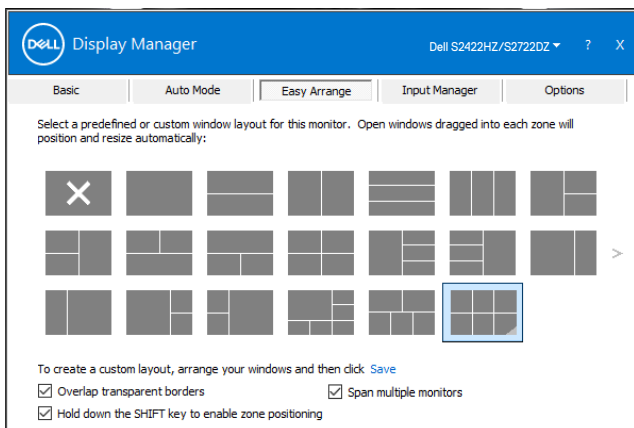 DELL Display Manager Dell S2422HZ/S2722DZ ? X
Basic Auto Mode Easy Arrange Input Manager Options
Select a predefined or custom window layout for this monitor. Open windows dragged into each zone will
position and resize automatically:
>
To create a custom layout, arrange your windows and then click Save
Overlap transparent borders Span multiple monitors
Hold down the SHIFT key to enable zone positioning